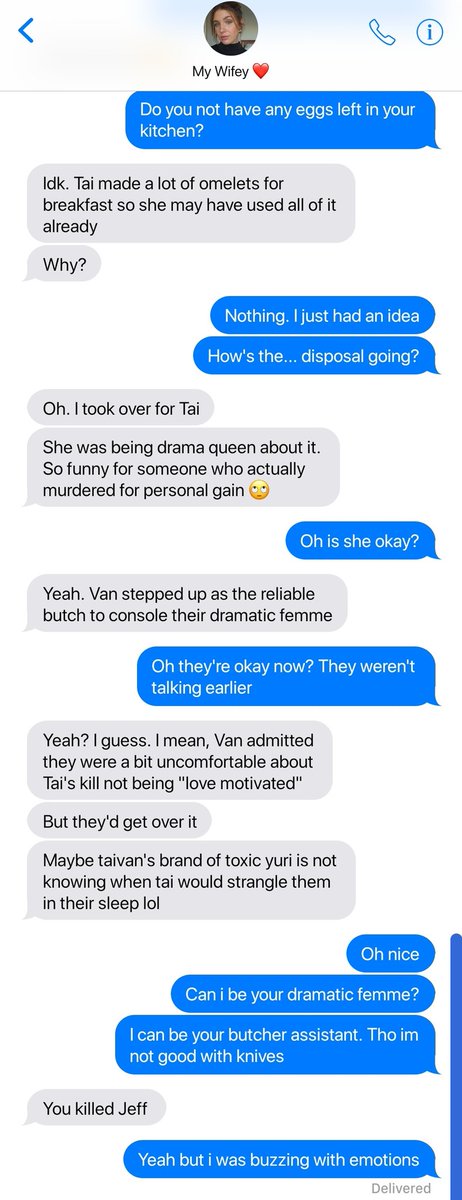 My Wifey ❤️
Do you not have any eggs left in your
kitchen?
Idk. Tai made a lot of omelets for
breakfast so she may have used all of it
already
Why?
Nothing. I just had an idea
How's the... disposal going?
Oh. I took over for Tai
She was being drama queen about it.
So funny for someone who actually
murdered for personal gain 🙄
Oh is she okay?
Yeah. Van stepped up as the reliable
butch to console their dramatic femme
Oh they're okay now? They weren't
talking earlier
Yeah? I guess. I mean, Van admitted
they were a bit uncomfortable about
Tai's kill not being "love motivated"
But they'd get over it
Maybe taivan's brand of toxic yuri is not
knowing when tai would strangle them
in their sleep lol
Oh nice
Can i be your dramatic femme?
I can be your butcher assistant. Tho im
not good with knives
You killed Jeff
Yeah but i was buzzing with emotions
Delivered